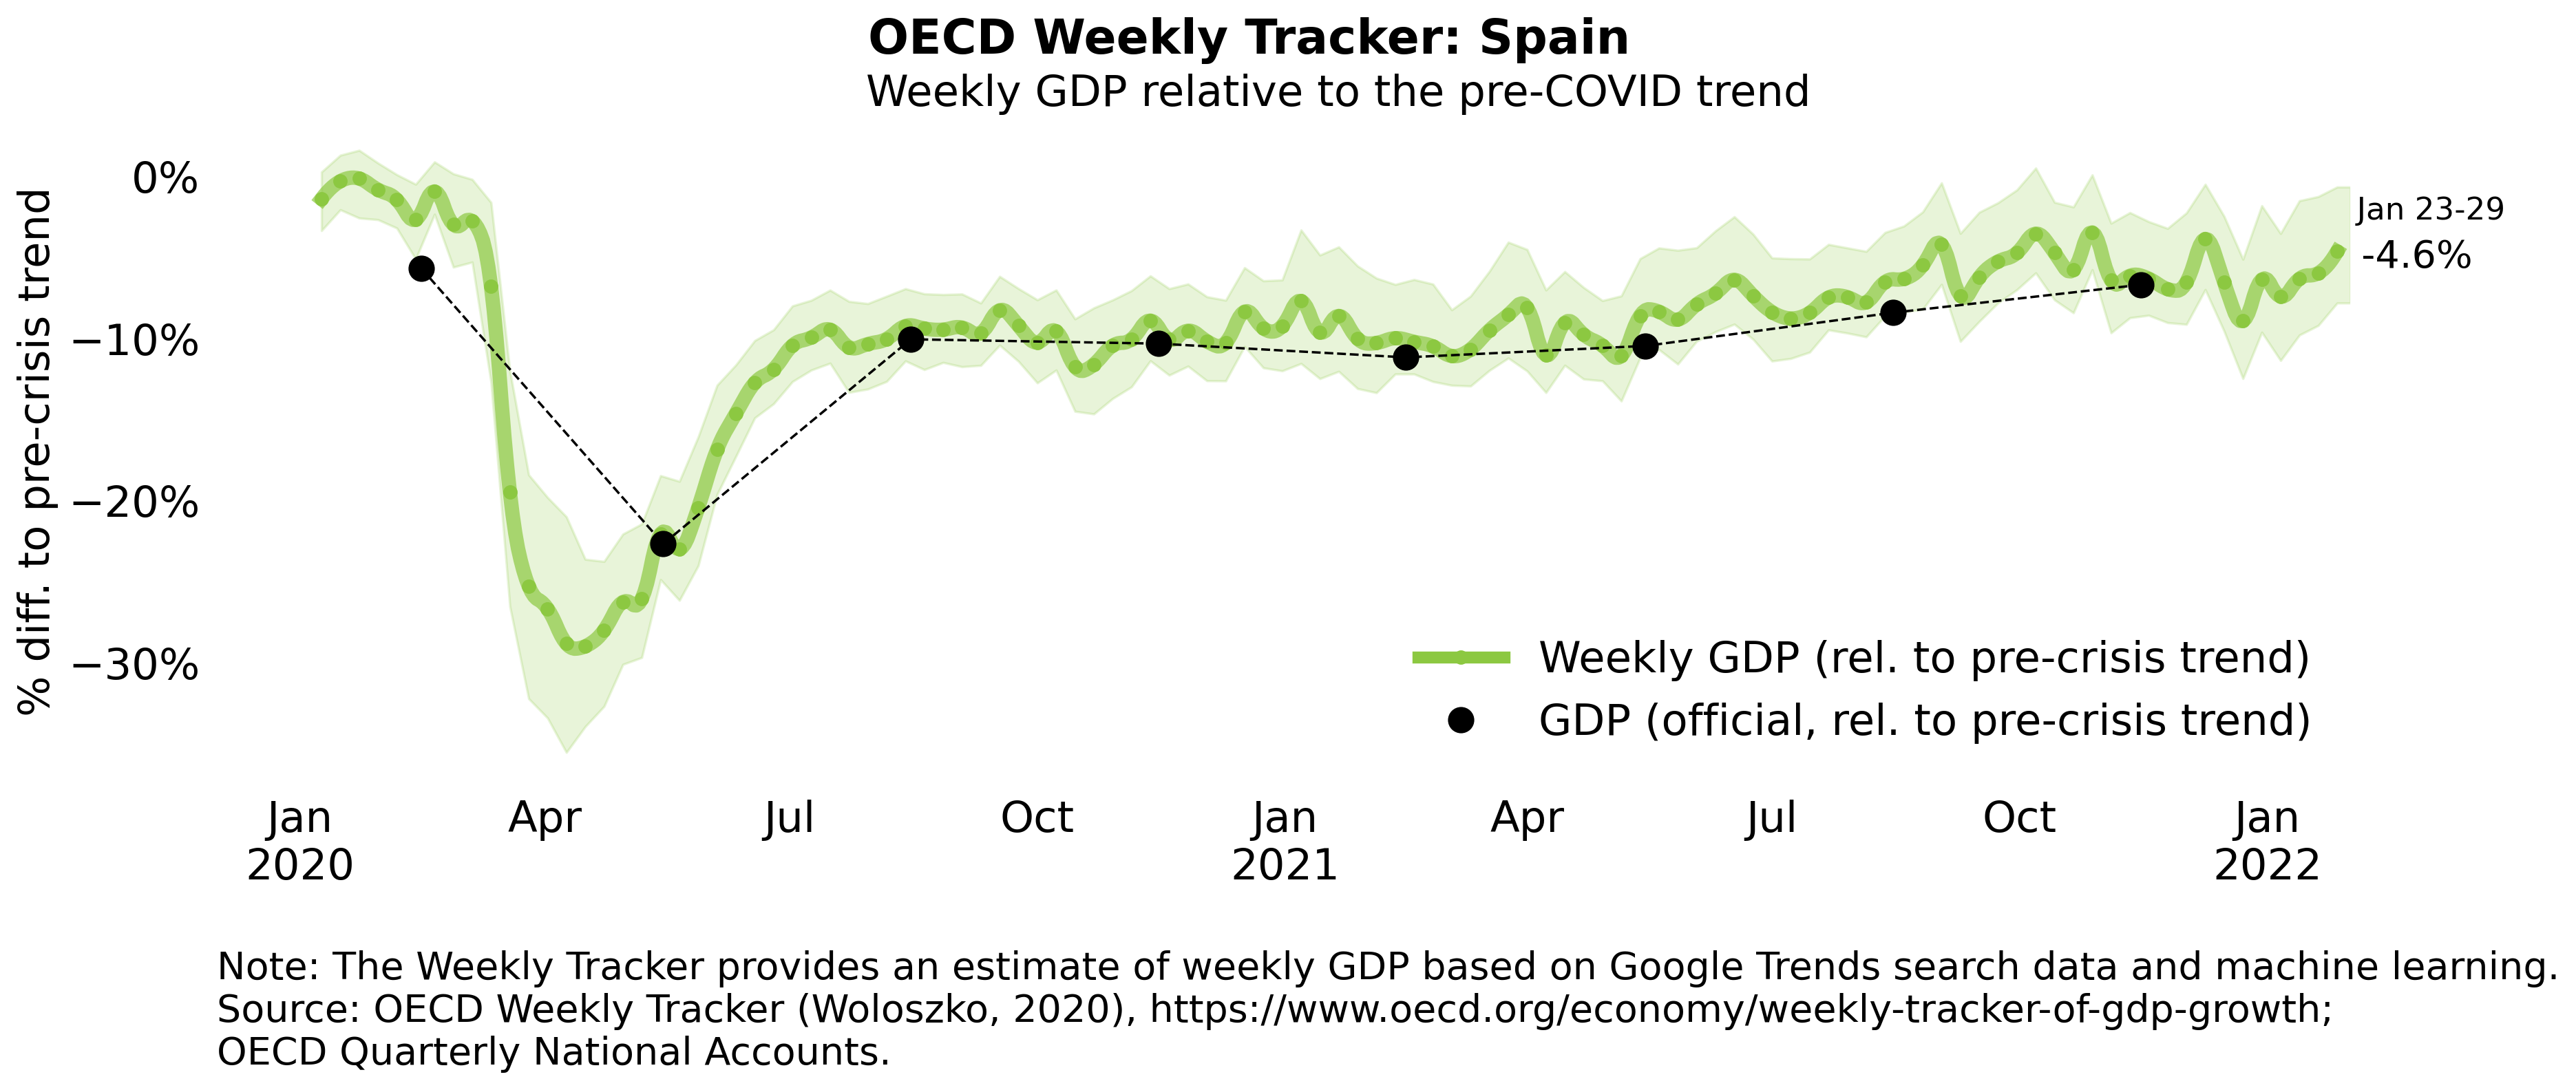 OECD Weekly Tracker: Spain
Weekly GDP relative to the pre-COVID trend
% diff. to pre-crisis trend
0%
−10%
−20%
−30%
Jan 23-29
-4.6%
Weekly GDP (rel. to pre-crisis trend)
GDP (official, rel. to pre-crisis trend)
Jan Apr Jul Oct Jan Apr Jul Oct Jan
2020 2021 2022
Note: The Weekly Tracker provides an estimate of weekly GDP based on Google Trends search data and machine learning.
Source: OECD Weekly Tracker (Woloszko, 2020), https://www.oecd.org/economy/weekly-tracker-of-gdp-growth;
OECD Quarterly National Accounts.